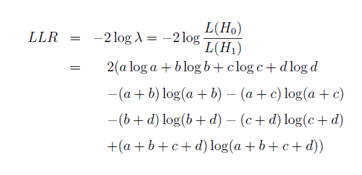 LLR = −2 log λ = −2 log L(H₀)/L(H₁)
= 2(a log a + b log b + c log c + d log d
−(a + b) log(a + b) − (a + c) log(a + c)
−(b + d) log(b + d) − (c + d) log(c + d)
+(a + b + c + d) log(a + b + c + d))